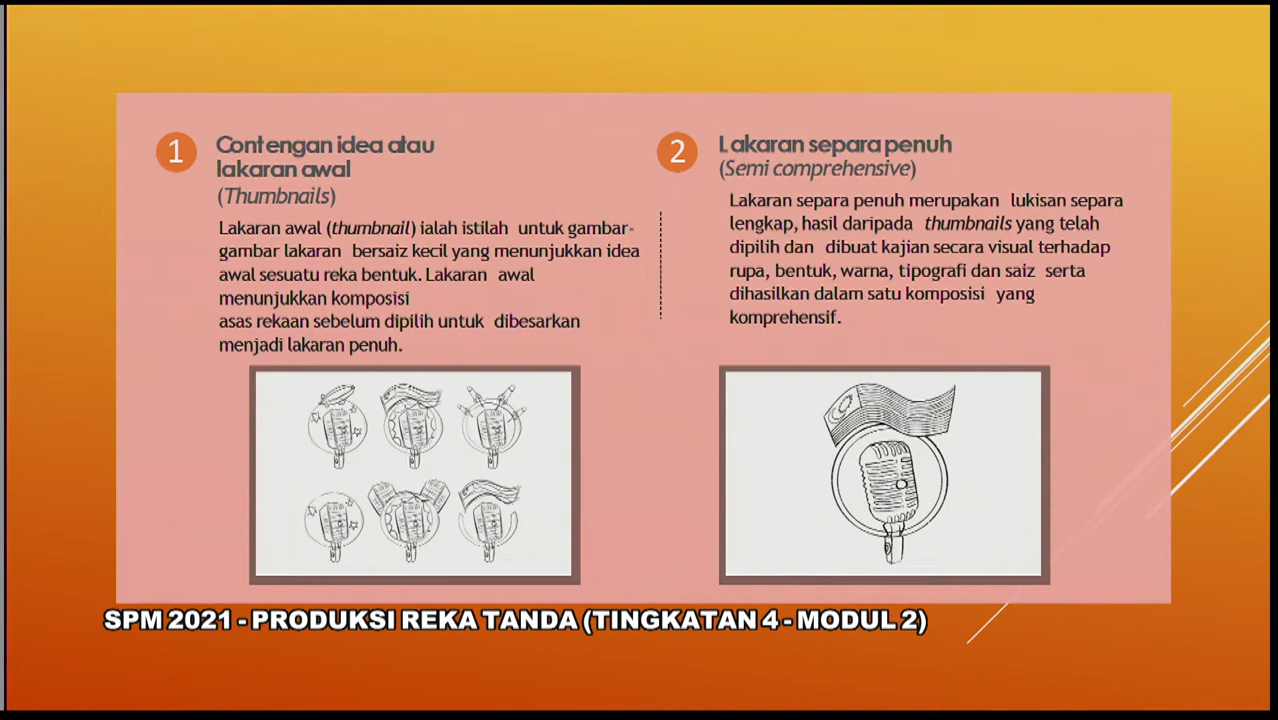 1
Contengan idea atau
lakaran awal
(Thumbnails)
Lakaran awal (thumbnail) ialah istilah untuk gambar-
gambar lakaran bersaiz kecil yang menunjukkan idea
awal sesuatu reka bentuk. Lakaran awal
menunjukkan komposisi
asas rekaan sebelum dipilih untuk dibesarkan
menjadi lakaran penuh.
2
Lakaran separa penuh
(Semi comprehensive)
Lakaran separa penuh merupakan lukisan separa
lengkap, hasil daripada thumbnails yang telah
dipilih dan dibuat kajian secara visual terhadap
rupa, bentuk, warna, tipografi dan saiz serta
dihasilkan dalam satu komposisi yang
komprehensif.
SPM 2021 - PRODUKSI REKA TANDA (TINGKATAN 4 - MODUL 2)